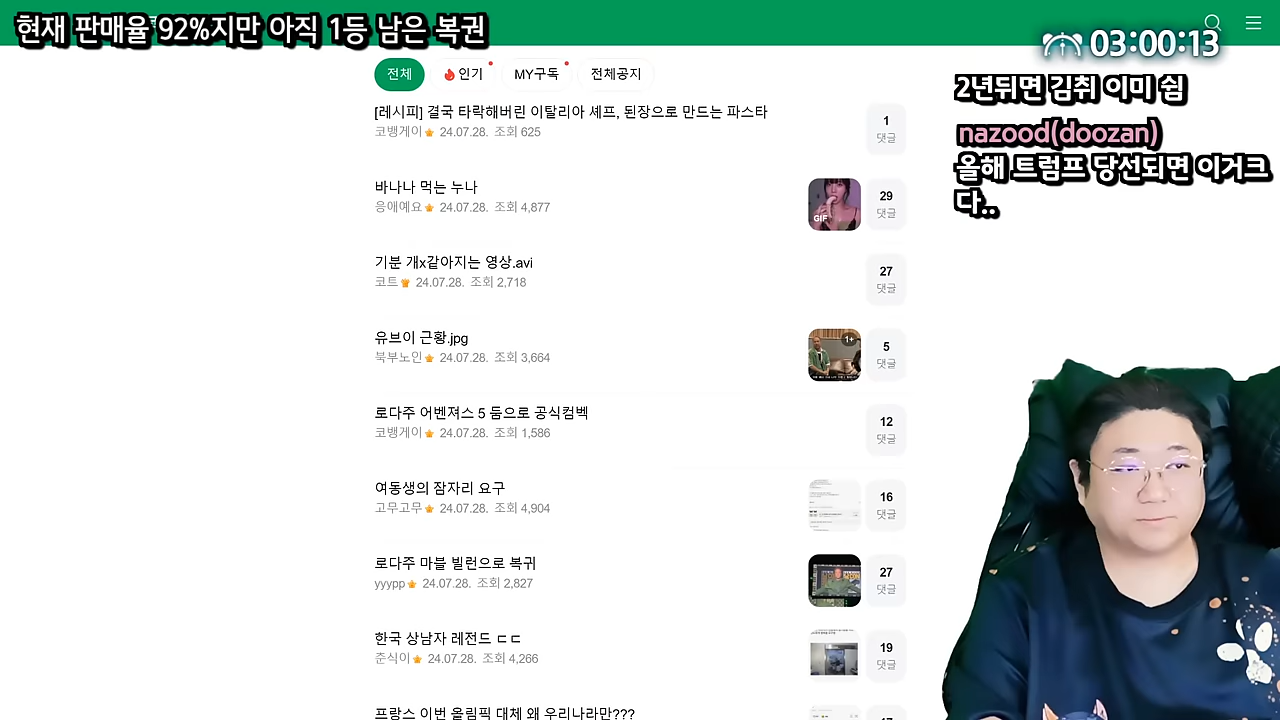 현재 판매율 92%지만 아직 1등 남은 복권
03:00:13
전체
인기
MY구독
전체공지
2년뒤면 김취 이미 쉼
nazood(doozan)
올해 트럼프 당선되면 이거크
다..
[레시피] 결국 타락해버린 이탈리아 셰프, 된장으로 만드는 파스타
코뱅게이 24.07.28. 조회 625
1
댓글
바나나 먹는 누나
응애예요 24.07.28. 조회 4,877
GIF
29
댓글
기분 개x같아지는 영상.avi
코트 24.07.28. 조회 2,718
27
댓글
유브이 근황.jpg
북부노인 24.07.28. 조회 3,664
1+
5
댓글
로다주 어벤져스 5 둠으로 공식컴벡
코뱅게이 24.07.28. 조회 1,586
12
댓글
여동생의 잠자리 요구
고무고무 24.07.28. 조회 4,904
16
댓글
로다주 마블 빌런으로 복귀
yyypp 24.07.28. 조회 2,827
27
댓글
한국 상남자 레전드 ㄷㄷ
준식이 24.07.28. 조회 4,266
19
댓글
프랑스 이번 올림픽 대체 왜 우리나라만???